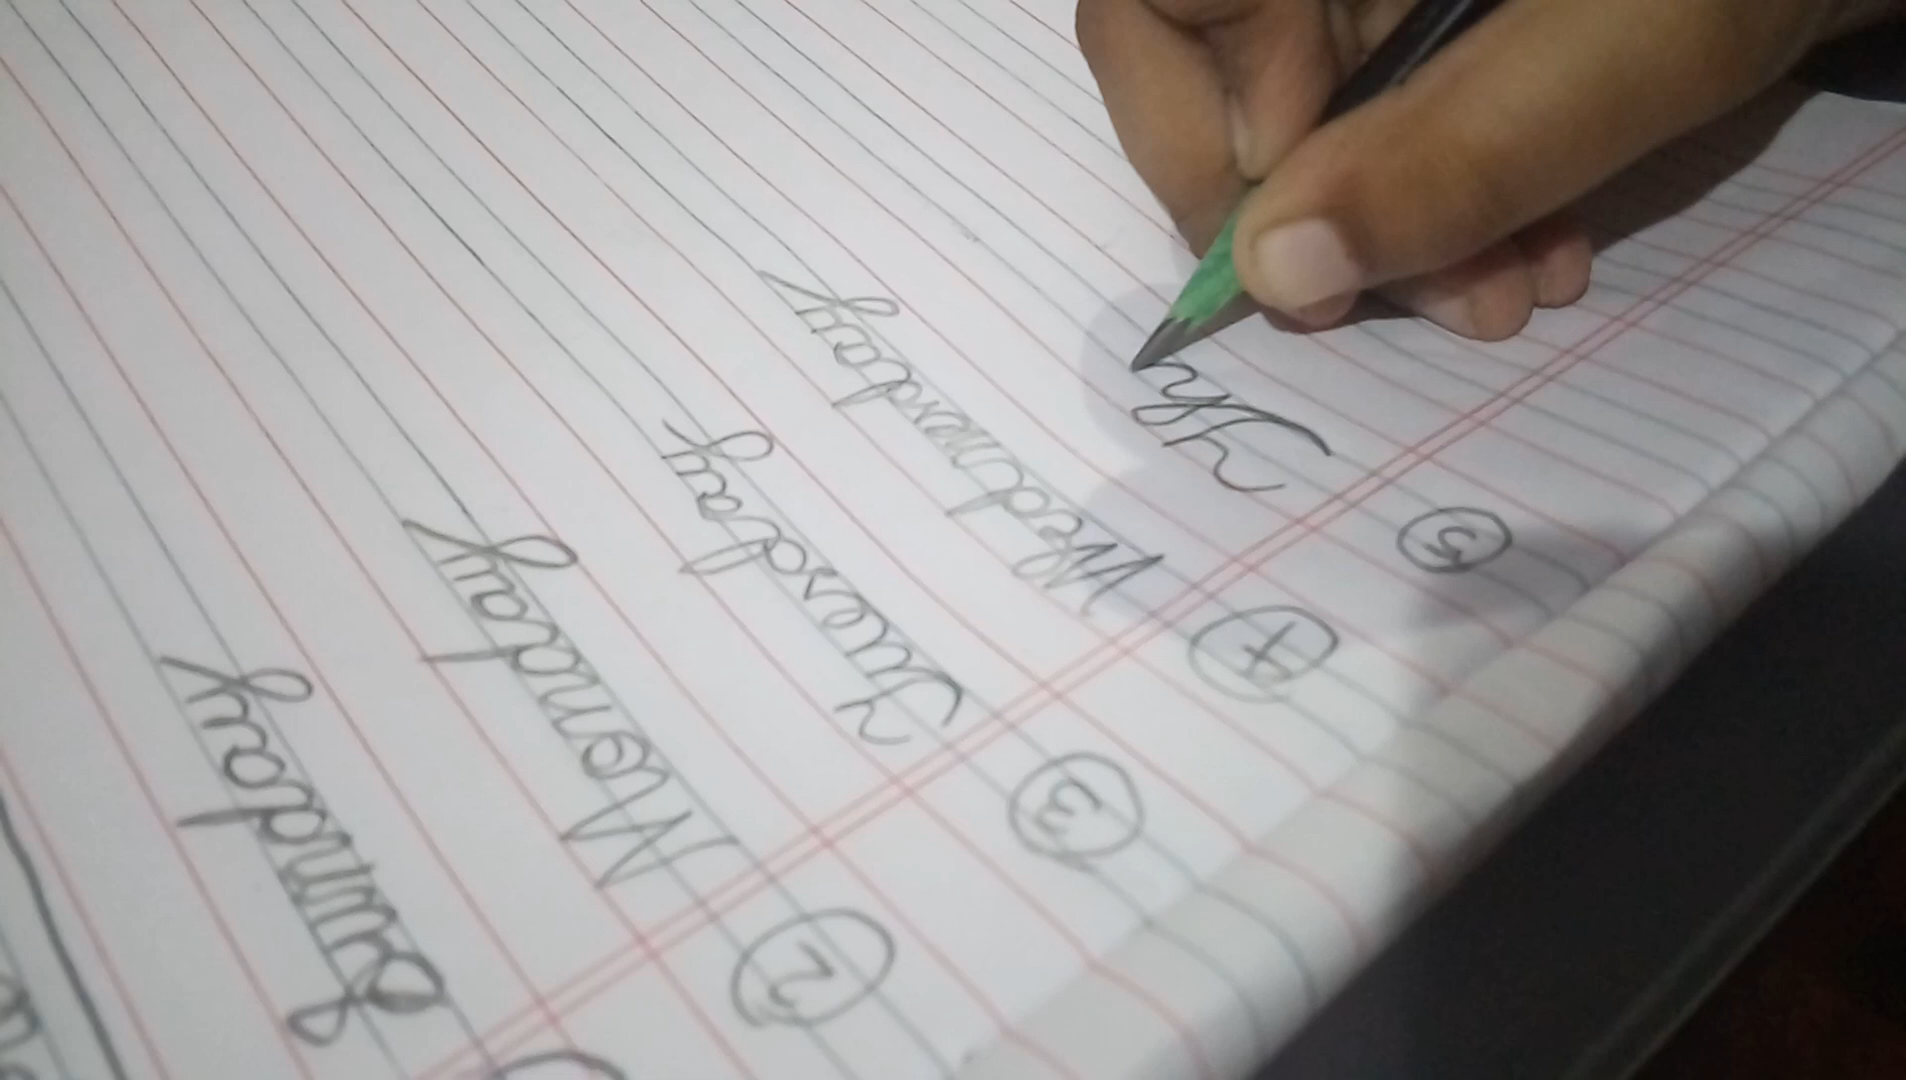 Sunday
② Monday
③ Tuesday
④ Wednesday
⑤ Th